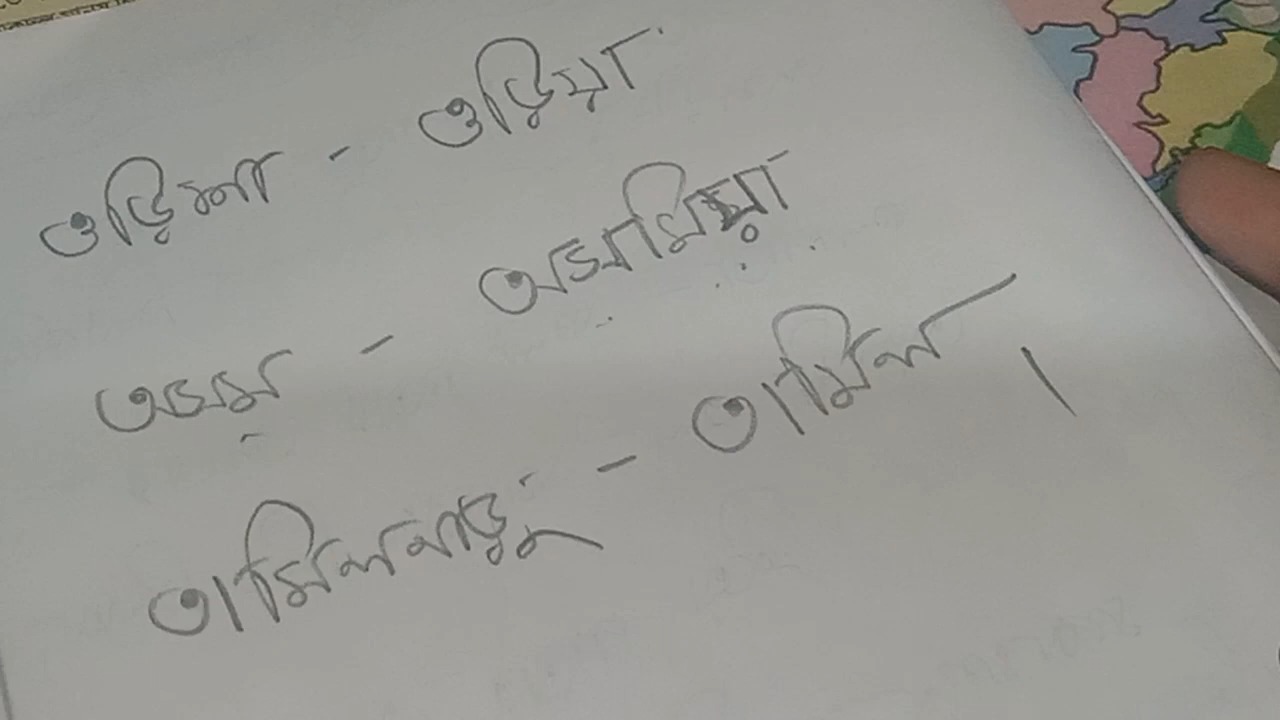 ওড়িশা - ওড়িয়া
অসম - অসমিয়া
তামিলনাড়ু - তামিল।